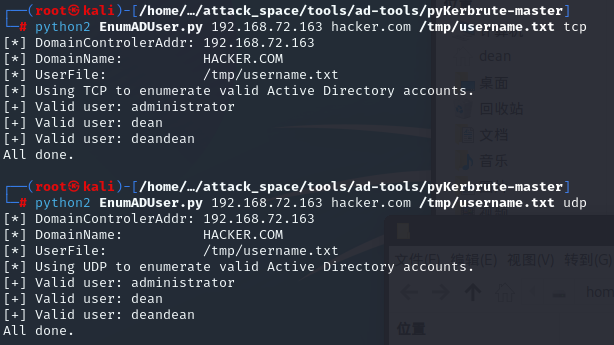 ┌──(root㉿kali)-[/home/…/attack_space/tools/ad-tools/pyKerbrute-master]
└─# python2 EnumADUser.py 192.168.72.163 hacker.com /tmp/username.txt tcp
[*] DomainControlerAddr: 192.168.72.163
[*] DomainName: HACKER.COM
[*] UserFile: /tmp/username.txt
[*] Using TCP to enumerate valid Active Directory accounts.
[+] Valid user: administrator
[+] Valid user: dean
[+] Valid user: deandean
All done.
┌──(root㉿kali)-[/home/…/attack_space/tools/ad-tools/pyKerbrute-master]
└─# python2 EnumADUser.py 192.168.72.163 hacker.com /tmp/username.txt udp
[*] DomainControlerAddr: 192.168.72.163
[*] DomainName: HACKER.COM
[*] UserFile: /tmp/username.txt
[*] Using UDP to enumerate valid Active Directory accounts.
[+] Valid user: administrator
[+] Valid user: dean
[+] Valid user: deandean
All done.
dean
桌面
回收站
文档
音乐
文件(F) 编辑(E) 视图(V) 转到(G)
hom
位置